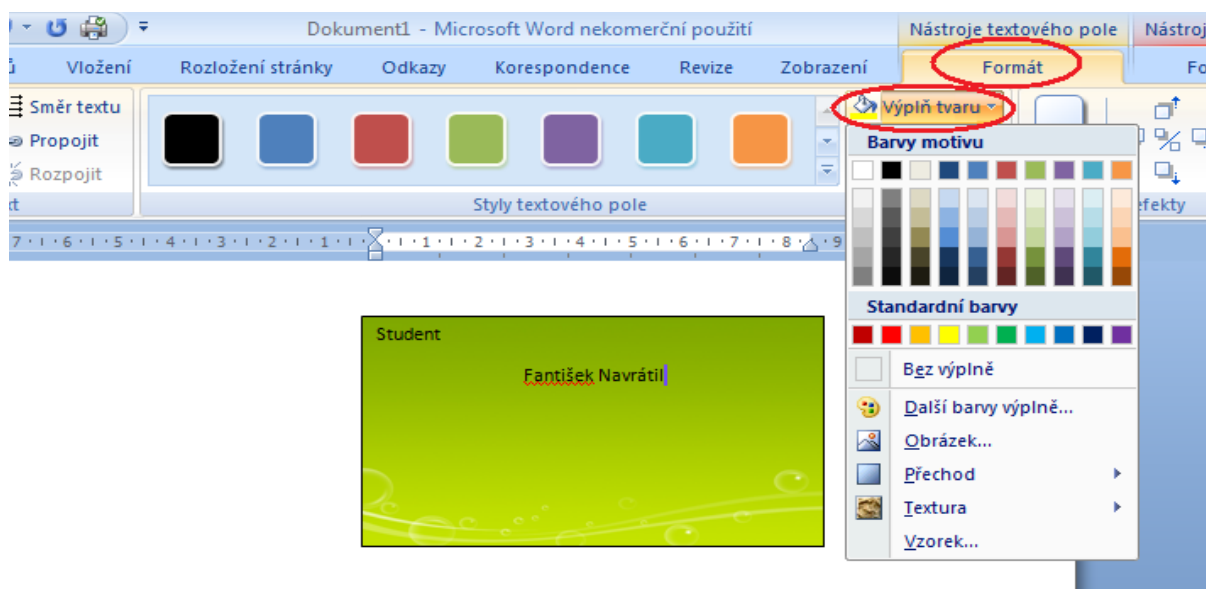 Dokument1 - Microsoft Word nekomerční použití
Nástroje textového pole
Nástroj
Vložení
Rozložení stránky
Odkazy
Korespondence
Revize
Zobrazení
Formát
Fo
Směr textu
Propojit
Rozpojit
Styly textového pole
Výplň tvaru
efekty
7 6 5 4 3 2 1 1 2 3 4 5 6 7 8 9
Barvy motivu
Standardní barvy
Bez výplně
Další barvy výplně...
Obrázek...
Přechod
Textura
Vzorek...
Student
Fantišek Navrátil